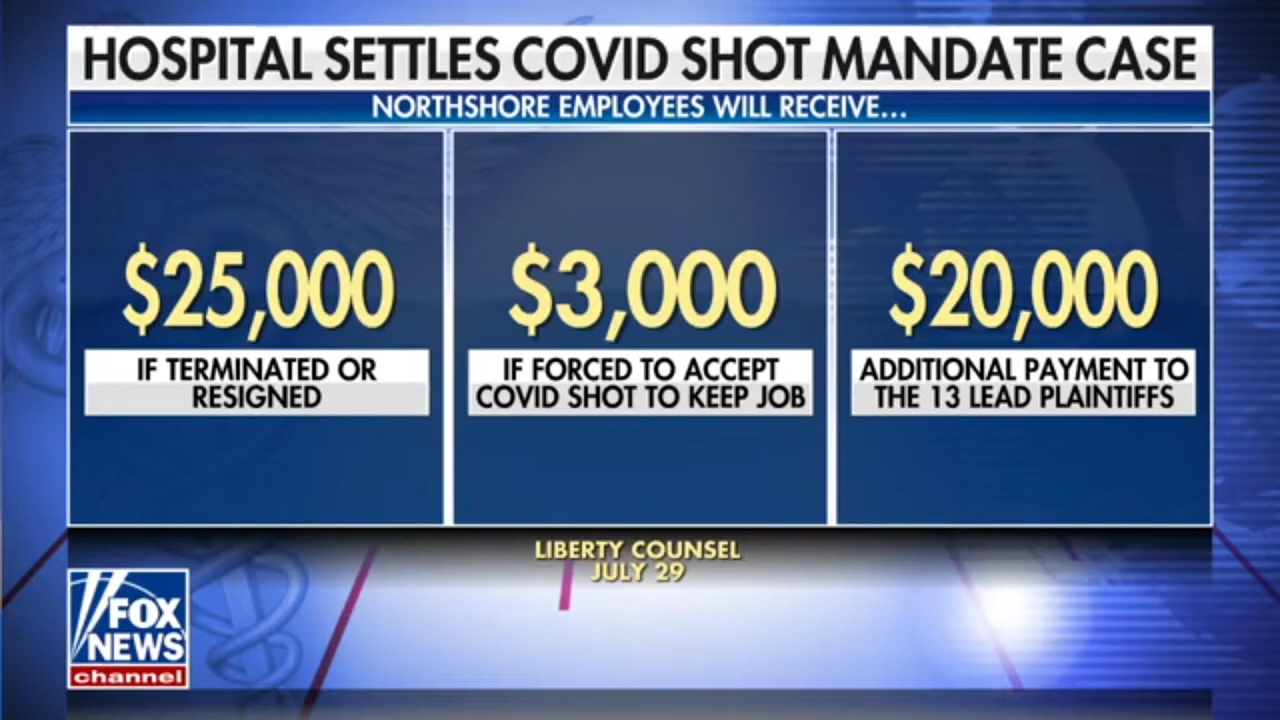 HOSPITAL SETTLES COVID SHOT MANDATE CASE
NORTHSHORE EMPLOYEES WILL RECEIVE...
$25,000
IF TERMINATED OR
RESIGNED
$3,000
IF FORCED TO ACCEPT
COVID SHOT TO KEEP JOB
$20,000
ADDITIONAL PAYMENT TO
THE 13 LEAD PLAINTIFFS
LIBERTY COUNSEL
JULY 29
FOX
NEWS
channel